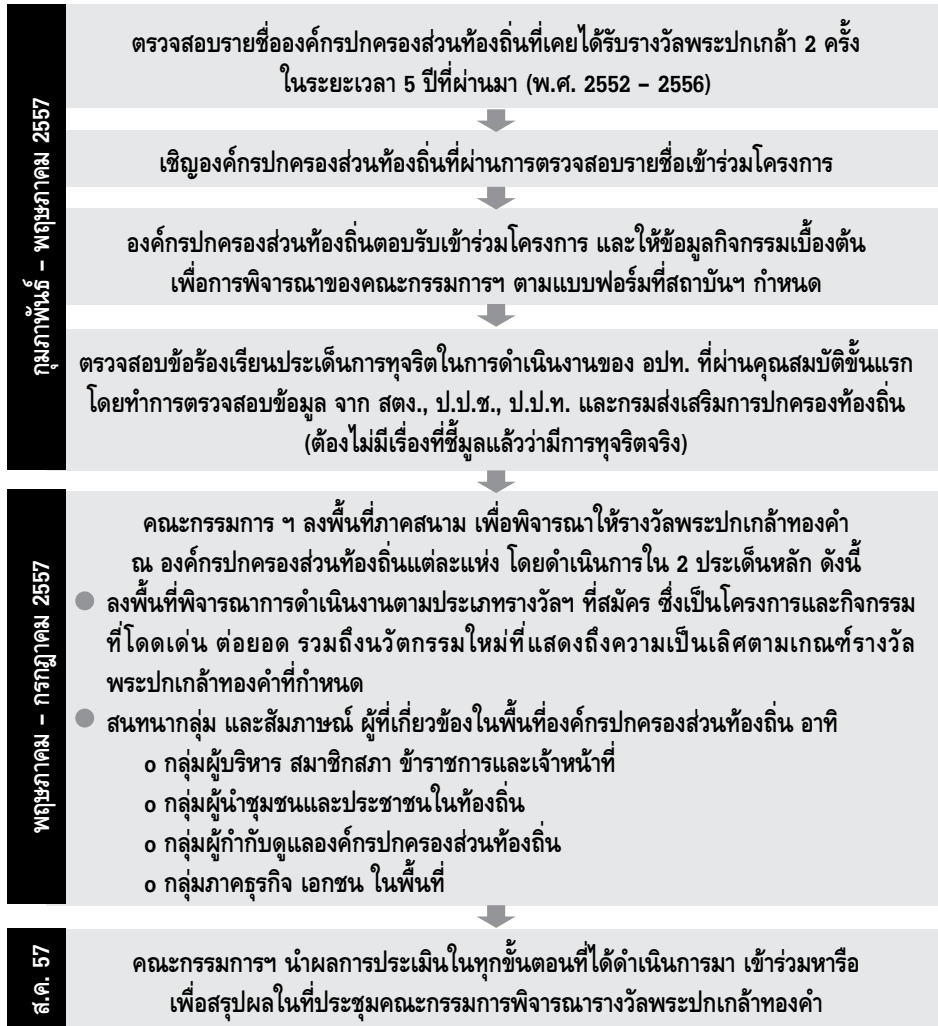 กุมภาพันธ์ – พฤษภาคม 2557
ตรวจสอบรายชื่อองค์กรปกครองส่วนท้องถิ่นที่เคยได้รับรางวัลพระปกเกล้า 2 ครั้ง
ในระยะเวลา 5 ปีที่ผ่านมา (พ.ศ. 2552 – 2556)
เชิญองค์กรปกครองส่วนท้องถิ่นที่ผ่านการตรวจสอบรายชื่อเข้าร่วมโครงการ
องค์กรปกครองส่วนท้องถิ่นตอบรับเข้าร่วมโครงการ และให้ข้อมูลกิจกรรมเบื้องต้น
เพื่อการพิจารณาของคณะกรรมการฯ ตามแบบฟอร์มที่สถาบันฯ กำหนด
ตรวจสอบข้อร้องเรียนประเด็นการทุจริตในการดำเนินงานของ อปท. ที่ผ่านคุณสมบัติขั้นแรก
โดยทำการตรวจสอบข้อมูล จาก สตง., ป.ป.ช., ป.ป.ท. และกรมส่งเสริมการปกครองท้องถิ่น
(ต้องไม่มีเรื่องที่ชี้มูลแล้วว่ามีการทุจริตจริง)
พฤษภาคม – กรกฎาคม 2557
คณะกรรมการ ฯ ลงพื้นที่ภาคสนาม เพื่อพิจารณาให้รางวัลพระปกเกล้าทองคำ
ณ องค์กรปกครองส่วนท้องถิ่นแต่ละแห่ง โดยดำเนินการใน 2 ประเด็นหลัก ดังนี้
● ลงพื้นที่พิจารณาการดำเนินงานตามประเภทรางวัลฯ ที่สมัคร ซึ่งเป็นโครงการและกิจกรรม
ที่โดดเด่น ต่อยอด รวมถึงนวัตกรรมใหม่ที่แสดงถึงความเป็นเลิศตามเกณฑ์รางวัล
พระปกเกล้าทองคำที่กำหนด
● สนทนากลุ่ม และสัมภาษณ์ ผู้ที่เกี่ยวข้องในพื้นที่องค์กรปกครองส่วนท้องถิ่น อาทิ
o กลุ่มผู้บริหาร สมาชิกสภา ข้าราชการและเจ้าหน้าที่
o กลุ่มผู้นำชุมชนและประชาชนในท้องถิ่น
o กลุ่มผู้กำกับดูแลองค์กรปกครองส่วนท้องถิ่น
o กลุ่มภาคธุรกิจ เอกชน ในพื้นที่
ส.ค. 57
คณะกรรมการฯ นำผลการประเมินในทุกขั้นตอนที่ได้ดำเนินการมา เข้าร่วมหารือ
เพื่อสรุปผลในที่ประชุมคณะกรรมการพิจารณารางวัลพระปกเกล้าทองคำ